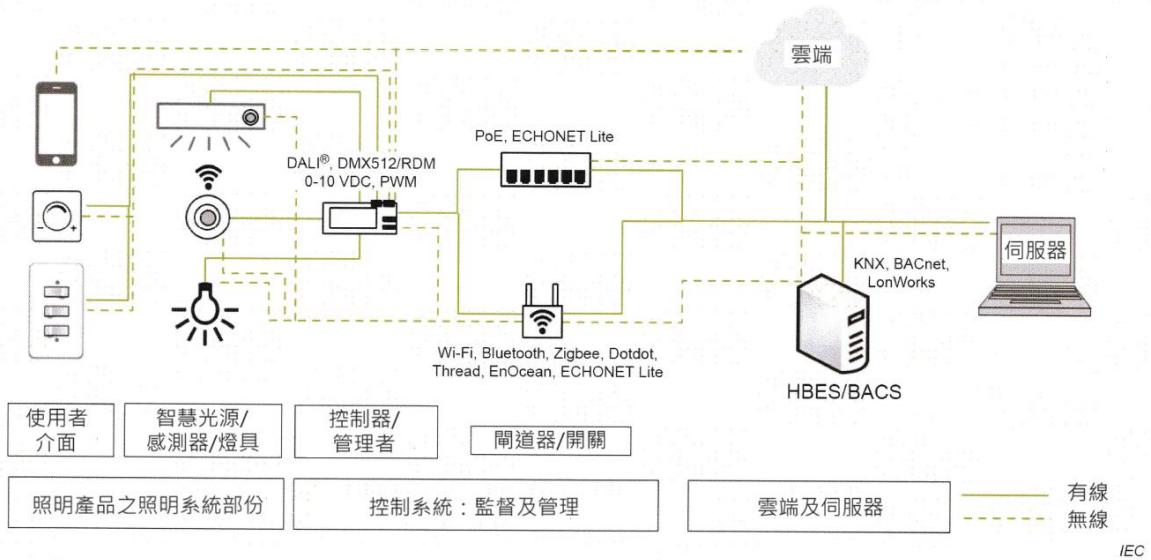 雲端
PoE, ECHONET Lite
DALI®, DMX512/RDM
0-10 VDC, PWM
- +
伺服器
KNX, BACnet,
LonWorks
Wi-Fi, Bluetooth, Zigbee, Dotdot,
Thread, EnOcean, ECHONET Lite
HBES/BACS
使用者
介面
智慧光源/
感測器/燈具
控制器/
管理者
閘道器/開關
照明產品之照明系統部份
控制系統：監督及管理
雲端及伺服器
有線
無線
IEC